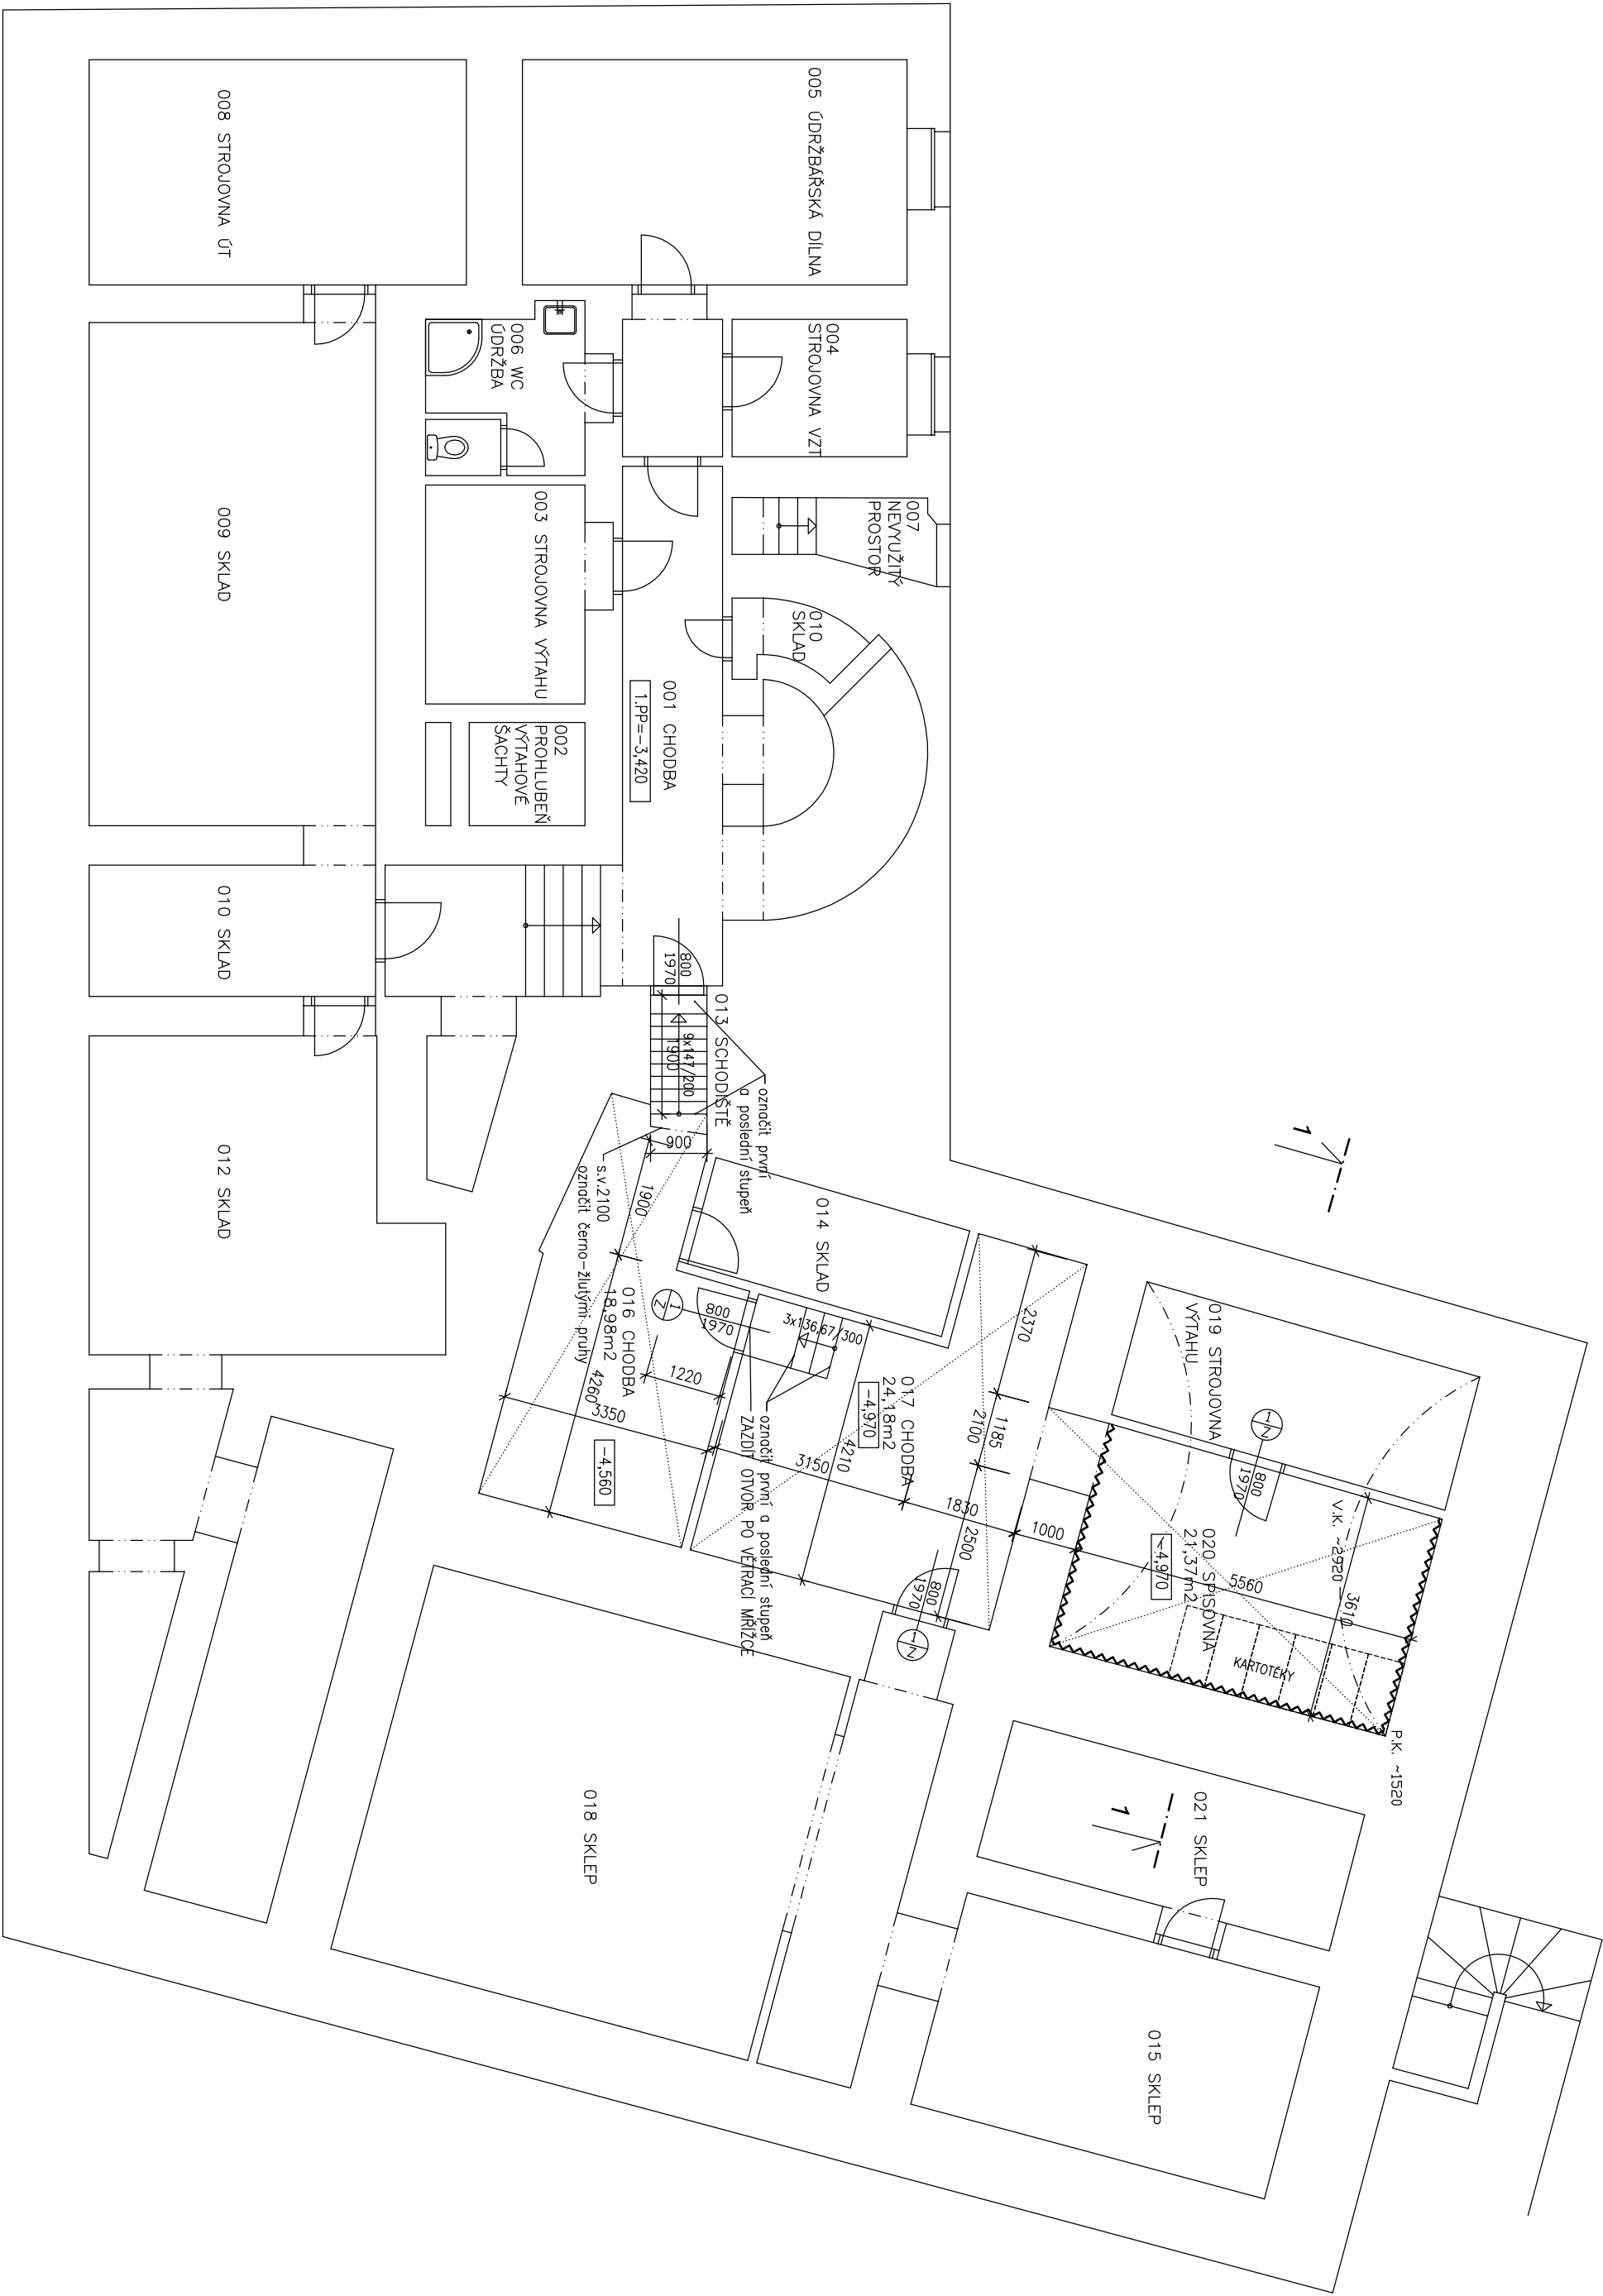 005 ÚDRŽBÁŘSKÁ DÍLNA
008 STROJOVNA ÚT
004
STROJOVNA VZT
006 WC
ÚDRŽBA
007
NEVYUŽITÝ
PROSTOR
003 STROJOVNA VÝTAHU
009 SKLAD
010
SKLAD
001 CHODBA
1.PP=-3,420
002
PROHLUBEŇ
VÝTAHOVÉ
ŠACHTY
010 SKLAD
800
1970
013 SCHODIŠTĚ
9x147/200
1900
označit první
a poslední stupeň
900
s.v.2100
označit černo-žlutými pruhy
1900
012 SKLAD
014 SKLAD
016 CHODBA
18,98m2
4260
3350
-4,560
1
Z
800
1970
1220
3x136,67/300
označit první a poslední stupeň
ZAZDÍT OTVOR PO VĚTRACÍ MŘÍŽCE
017 CHODBA
24,18m2
-4,970
4210
3150
2370
1185
2100
1830
2500
1000
800
1970
1
Z
1
019 STROJOVNA
VÝTAHU
1
Z
800
1970
V.K. ~2920
020 SPISOVNA
21,37m2
-4,970
5560
3610
KARTOTÉKY
P.K. ~1520
021 SKLEP
1
018 SKLEP
015 SKLEP